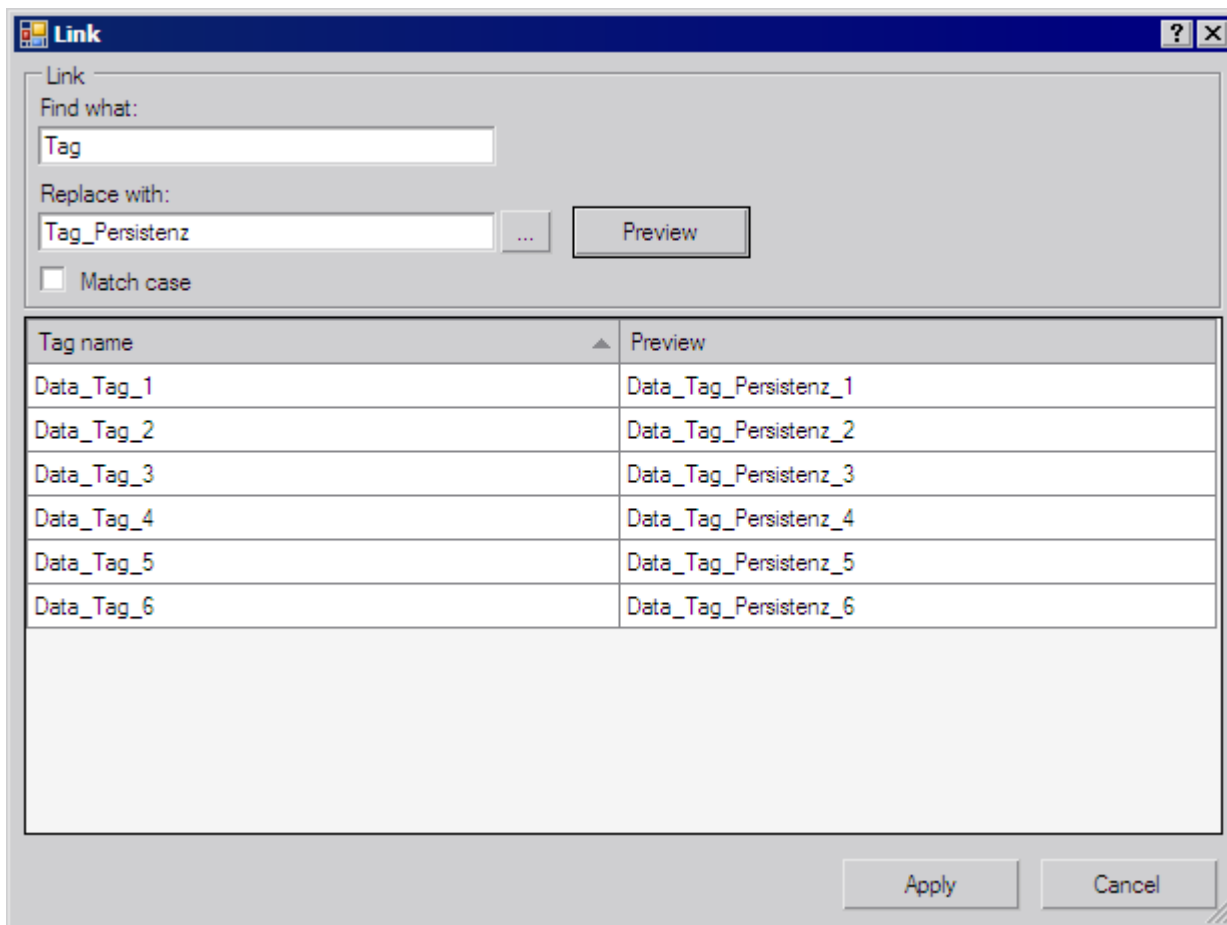 Link
Link
Find what:
Tag
Replace with:
Tag_Persistenz ... Preview
Match case
Tag name Preview
Data_Tag_1 Data_Tag_Persistenz_1
Data_Tag_2 Data_Tag_Persistenz_2
Data_Tag_3 Data_Tag_Persistenz_3
Data_Tag_4 Data_Tag_Persistenz_4
Data_Tag_5 Data_Tag_Persistenz_5
Data_Tag_6 Data_Tag_Persistenz_6
Apply Cancel